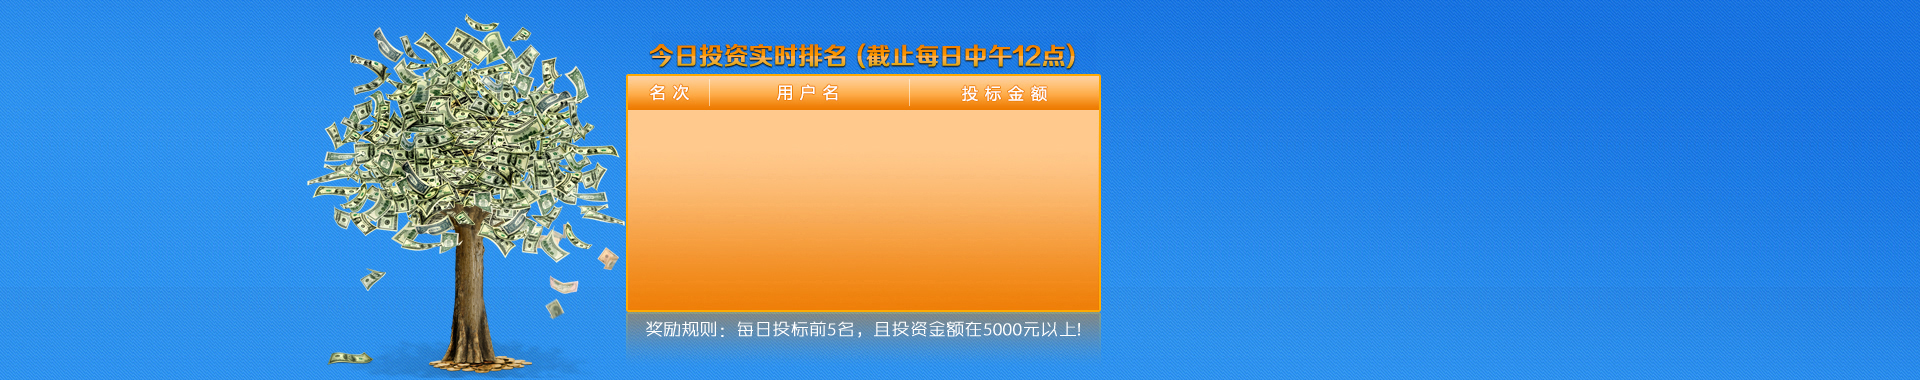 今日投资实时排名 (截止每日中午12点)
名次 用户名 投标金额
奖励规则：每日投标前5名，且投资金额在5000元以上!